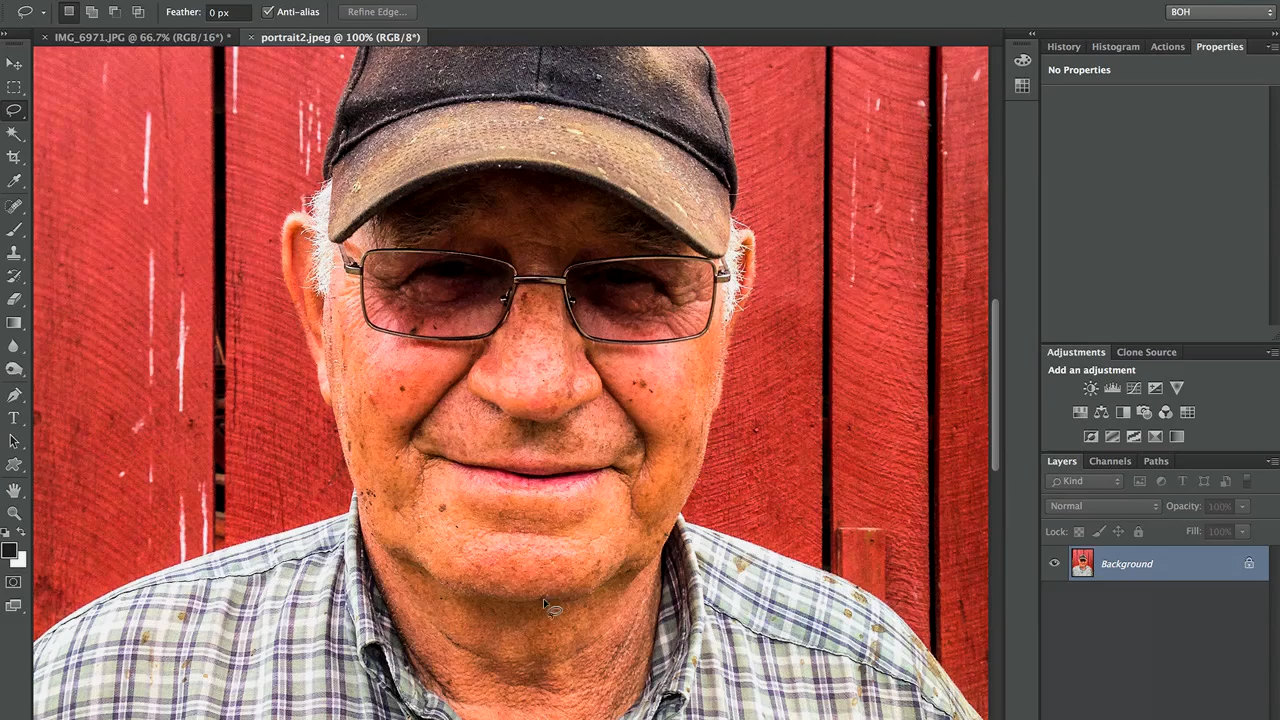 Feather: 0 px Anti-alias Refine Edge... BOH
× IMG_6971.JPG @ 66.7% (RGB/16*) * × portrait2.jpeg @ 100% (RGB/8*)
History Histogram Actions Properties
No Properties
Adjustments Clone Source
Add an adjustment
Layers Channels Paths
Kind
Normal Opacity: 100%
Lock: Fill: 100%
Background